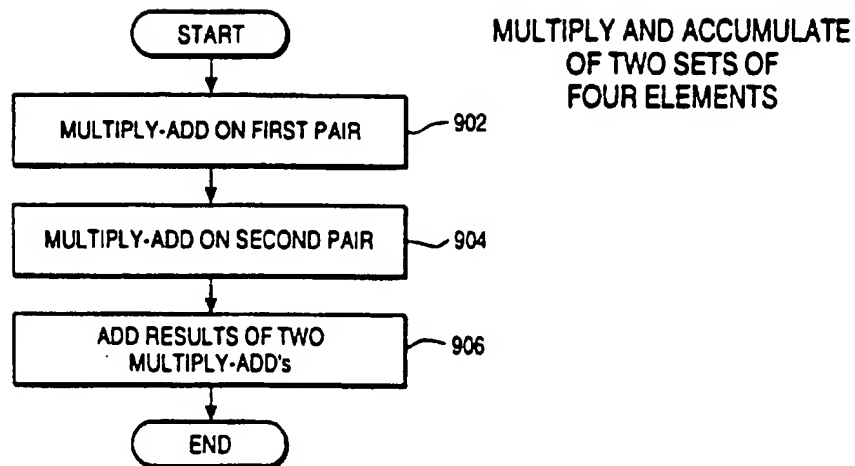 START
MULTIPLY AND ACCUMULATE
OF TWO SETS OF
FOUR ELEMENTS
MULTIPLY-ADD ON FIRST PAIR
902
MULTIPLY-ADD ON SECOND PAIR
904
ADD RESULTS OF TWO
MULTIPLY-ADD's
906
END